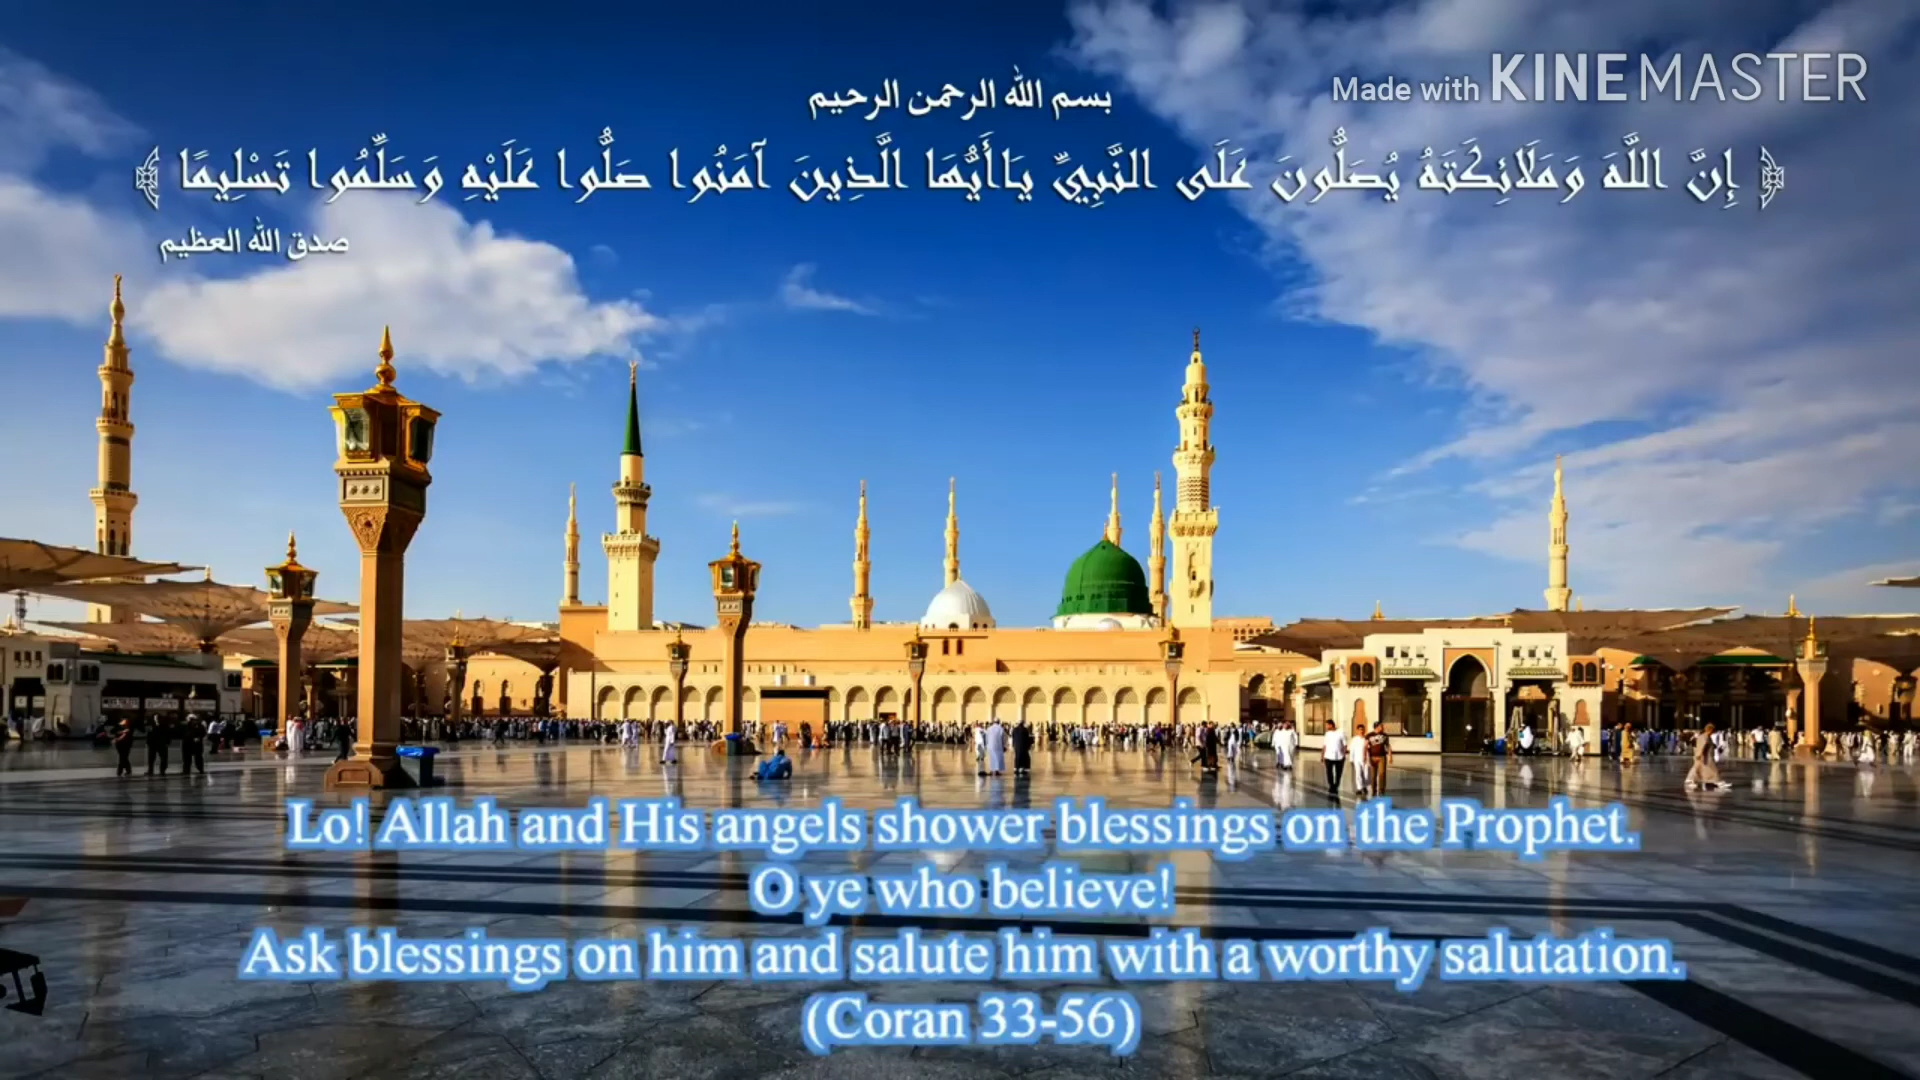 Made with KINEMASTER
بسم الله الرحمن الرحيم
﴿ إِنَّ اللَّهَ وَمَلَائِكَتَهُ يُصَلُّونَ عَلَى النَّبِيِّ يَاأَيُّهَا الَّذِينَ آمَنُوا صَلُّوا عَلَيْهِ وَسَلِّمُوا تَسْلِيمًا ﴾
صدق الله العظيم
Lo! Allah and His angels shower blessings on the Prophet.
O ye who believe!
Ask blessings on him and salute him with a worthy salutation.
(Coran 33-56)